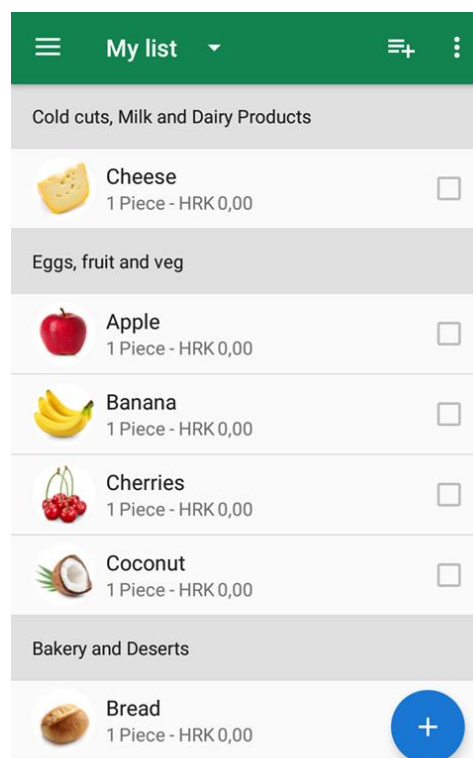 My list
Cold cuts, Milk and Dairy Products
Cheese
1 Piece - HRK 0,00
Eggs, fruit and veg
Apple
1 Piece - HRK 0,00
Banana
1 Piece - HRK 0,00
Cherries
1 Piece - HRK 0,00
Coconut
1 Piece - HRK 0,00
Bakery and Deserts
Bread
1 Piece - HRK 0,00